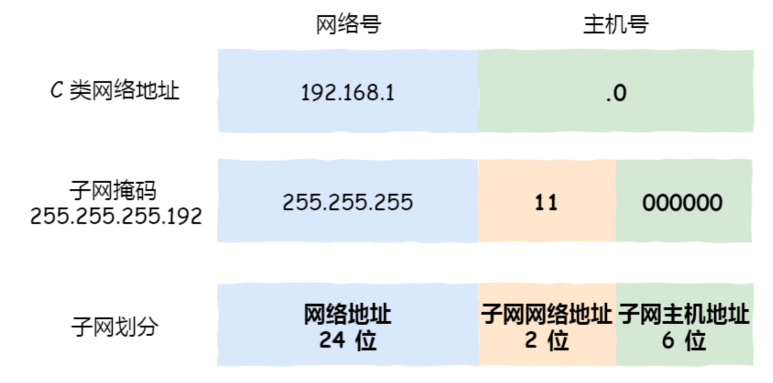 网络号 主机号
C 类网络地址 192.168.1 .0
子网掩码
255.255.255.192 255.255.255 11 000000
子网划分 网络地址 子网网络地址 子网主机地址
24 位 2 位 6 位